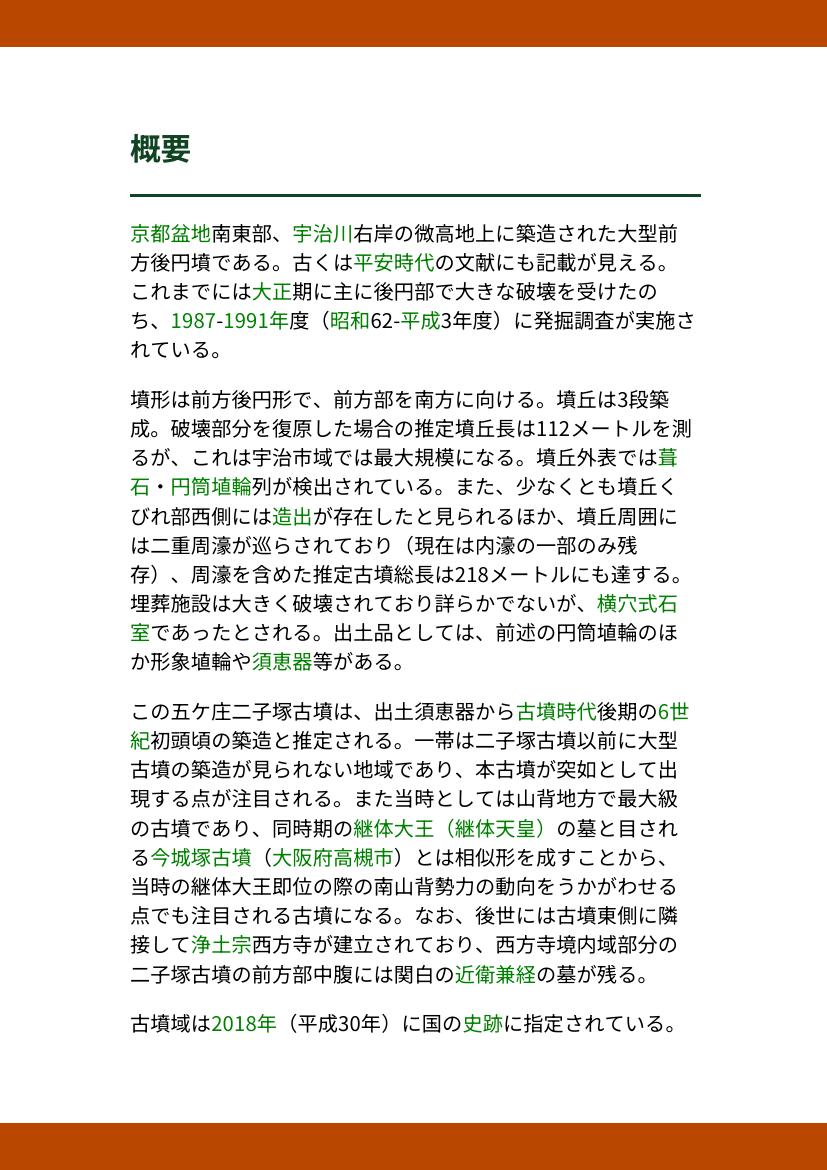 概要
京都盆地南東部、宇治川右岸の微高地上に築造された大型前
方後円墳である。古くは平安時代の文献にも記載が見える。
これまでには大正期に主に後円部で大きな破壊を受けたの
ち、1987-1991年度（昭和62-平成3年度）に発掘調査が実施さ
れている。
墳形は前方後円形で、前方部を南方に向ける。墳丘は3段築
成。破壊部分を復原した場合の推定墳丘長は112メートルを測
るが、これは宇治市域では最大規模になる。墳丘外表では葺
石・円筒埴輪列が検出されている。また、少なくとも墳丘く
びれ部西側には造出が存在したと見られるほか、墳丘周囲に
は二重周濠が巡らされており（現在は内濠の一部のみ残
存）、周濠を含めた推定古墳総長は218メートルにも達する。
埋葬施設は大きく破壊されており詳らかでないが、横穴式石
室であったとされる。出土品としては、前述の円筒埴輪のほ
か形象埴輪や須恵器等がある。
この五ケ庄二子塚古墳は、出土須恵器から古墳時代後期の6世
紀初頭頃の築造と推定される。一帯は二子塚古墳以前に大型
古墳の築造が見られない地域であり、本古墳が突如として出
現する点が注目される。また当時としては山背地方で最大級
の古墳であり、同時期の継体大王（継体天皇）の墓と目され
る今城塚古墳（大阪府高槻市）とは相似形を成すことから、
当時の継体大王即位の際の南山背勢力の動向をうかがわせる
点でも注目される古墳になる。なお、後世には古墳東側に隣
接して浄土宗西方寺が建立されており、西方寺境内域部分の
二子塚古墳の前方部中腹には関白の近衛兼経の墓が残る。
古墳域は2018年（平成30年）に国の史跡に指定されている。